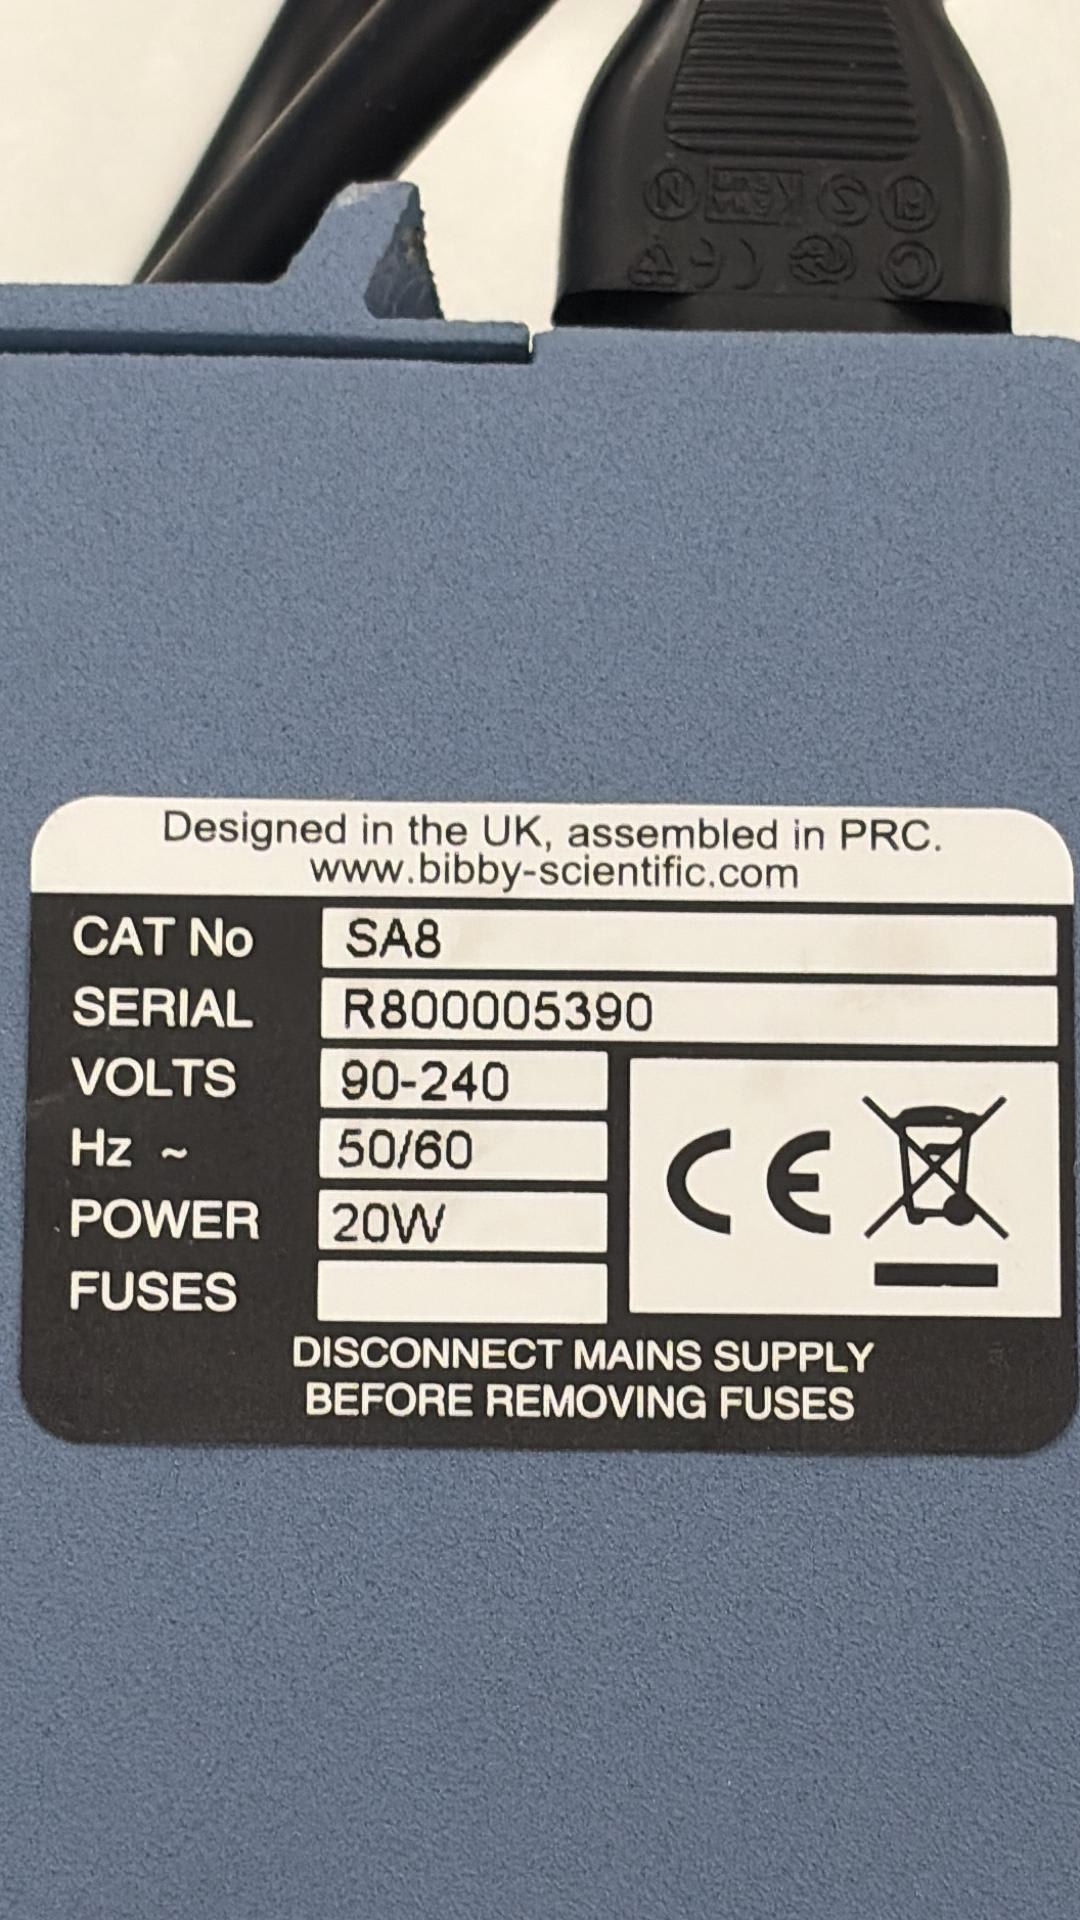 Designed in the UK, assembled in PRC.
www.bibby-scientific.com
CAT No SA8
SERIAL R800005390
VOLTS 90-240
Hz ~ 50/60
POWER 20W
FUSES
CE
DISCONNECT MAINS SUPPLY
BEFORE REMOVING FUSES